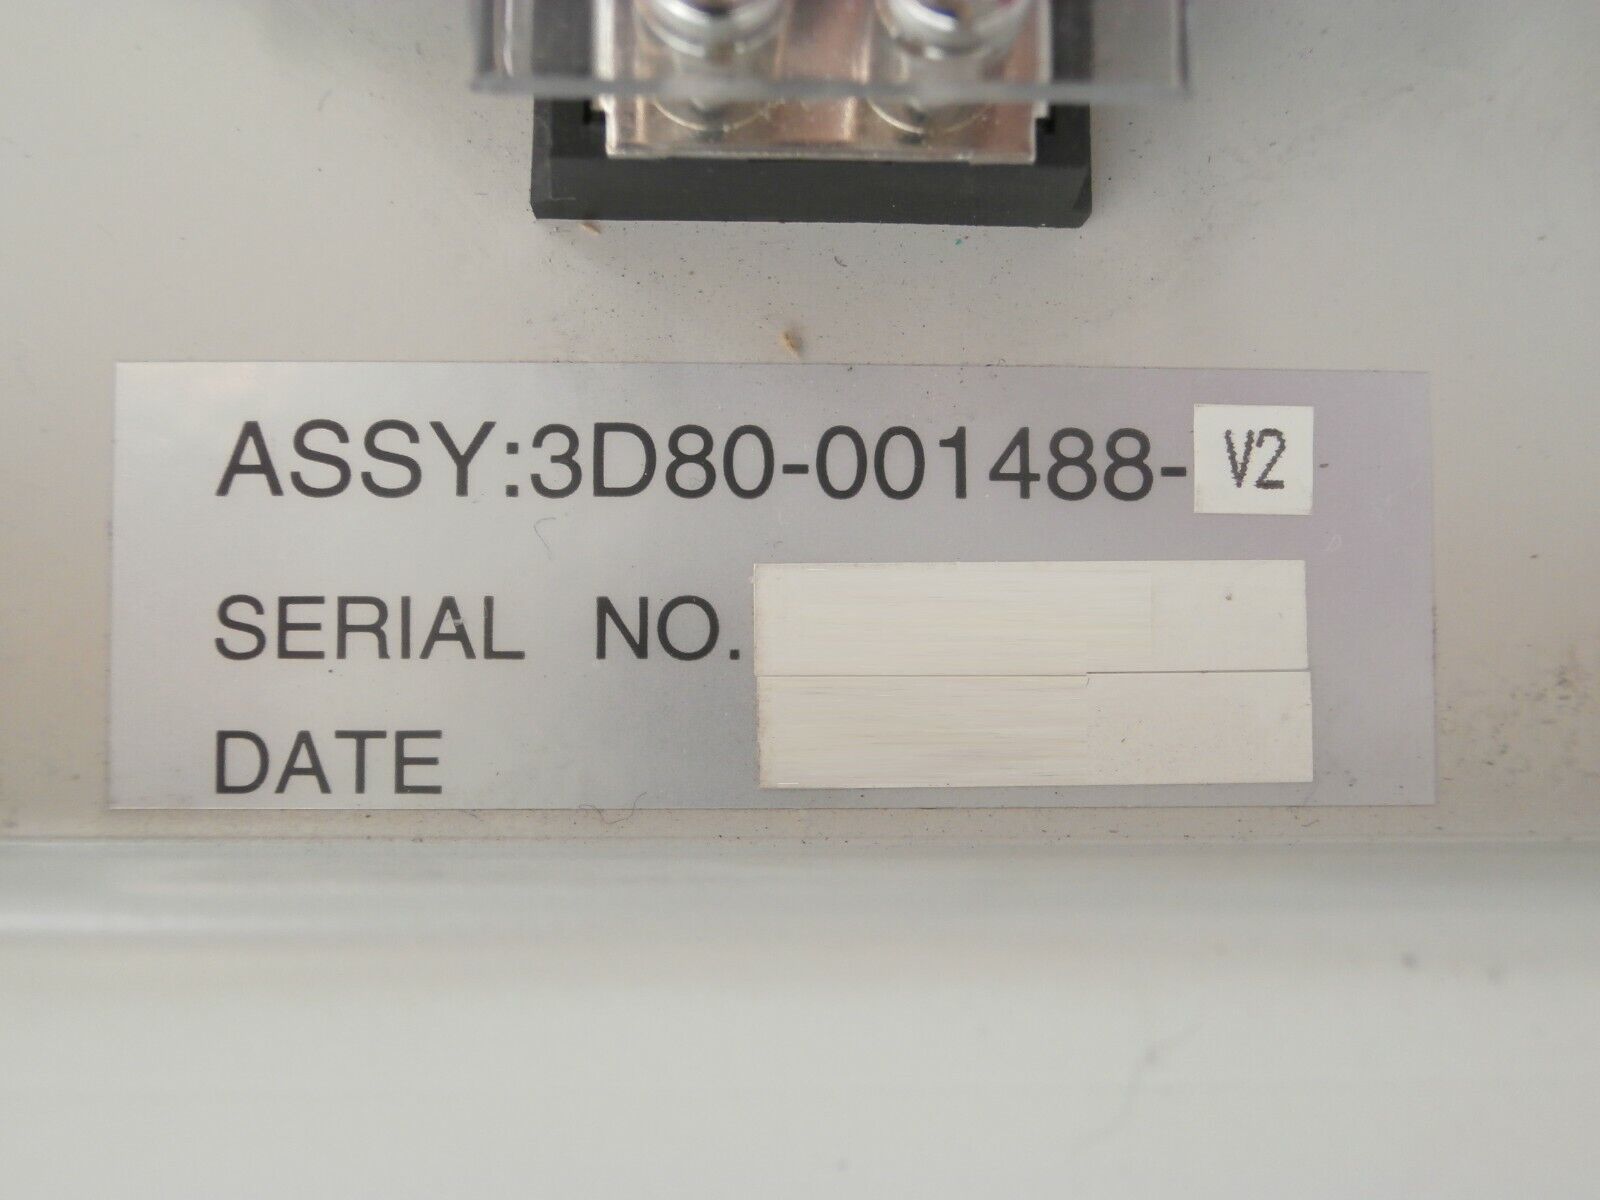 ASSY:3D80-001488-V2
SERIAL NO.
DATE